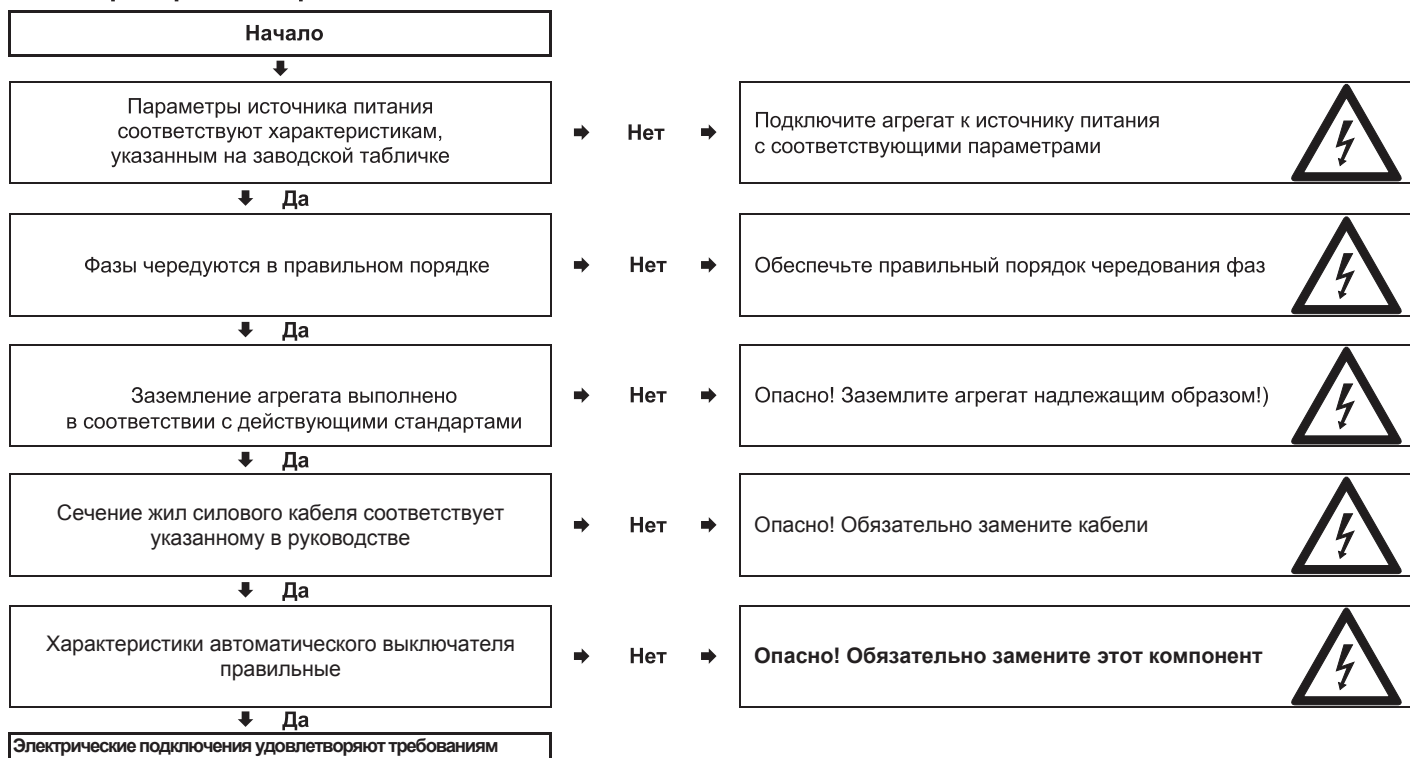 Начало
Параметры источника питания
соответствуют характеристикам,
указанным на заводской табличке
Нет
Подключите агрегат к источнику питания
с соответствующими параметрами
Да
Фазы чередуются в правильном порядке
Нет
Обеспечьте правильный порядок чередования фаз
Да
Заземление агрегата выполнено
в соответствии с действующими стандартами
Нет
Опасно! Заземлите агрегат надлежащим образом!)
Да
Сечение жил силового кабеля соответствует
указанному в руководстве
Нет
Опасно! Обязательно замените кабели
Да
Характеристики автоматического выключателя
правильные
Нет
Опасно! Обязательно замените этот компонент
Да
Электрические подключения удовлетворяют требованиям